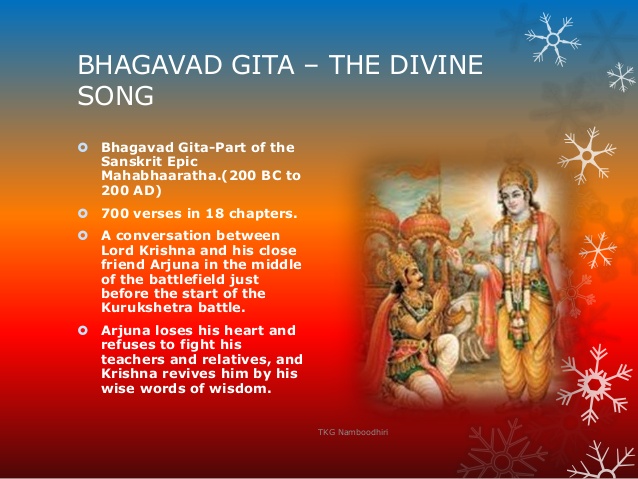 BHAGAVAD GITA – THE DIVINE
SONG
Bhagavad Gita-Part of the
Sanskrit Epic
Mahabhaaratha.(200 BC to
200 AD)
700 verses in 18 chapters.
A conversation between
Lord Krishna and his close
friend Arjuna in the middle
of the battlefield just
before the start of the
Kurukshetra battle.
Arjuna loses his heart and
refuses to fight his
teachers and relatives, and
Krishna revives him by his
wise words of wisdom.
TKG Namboodhiri